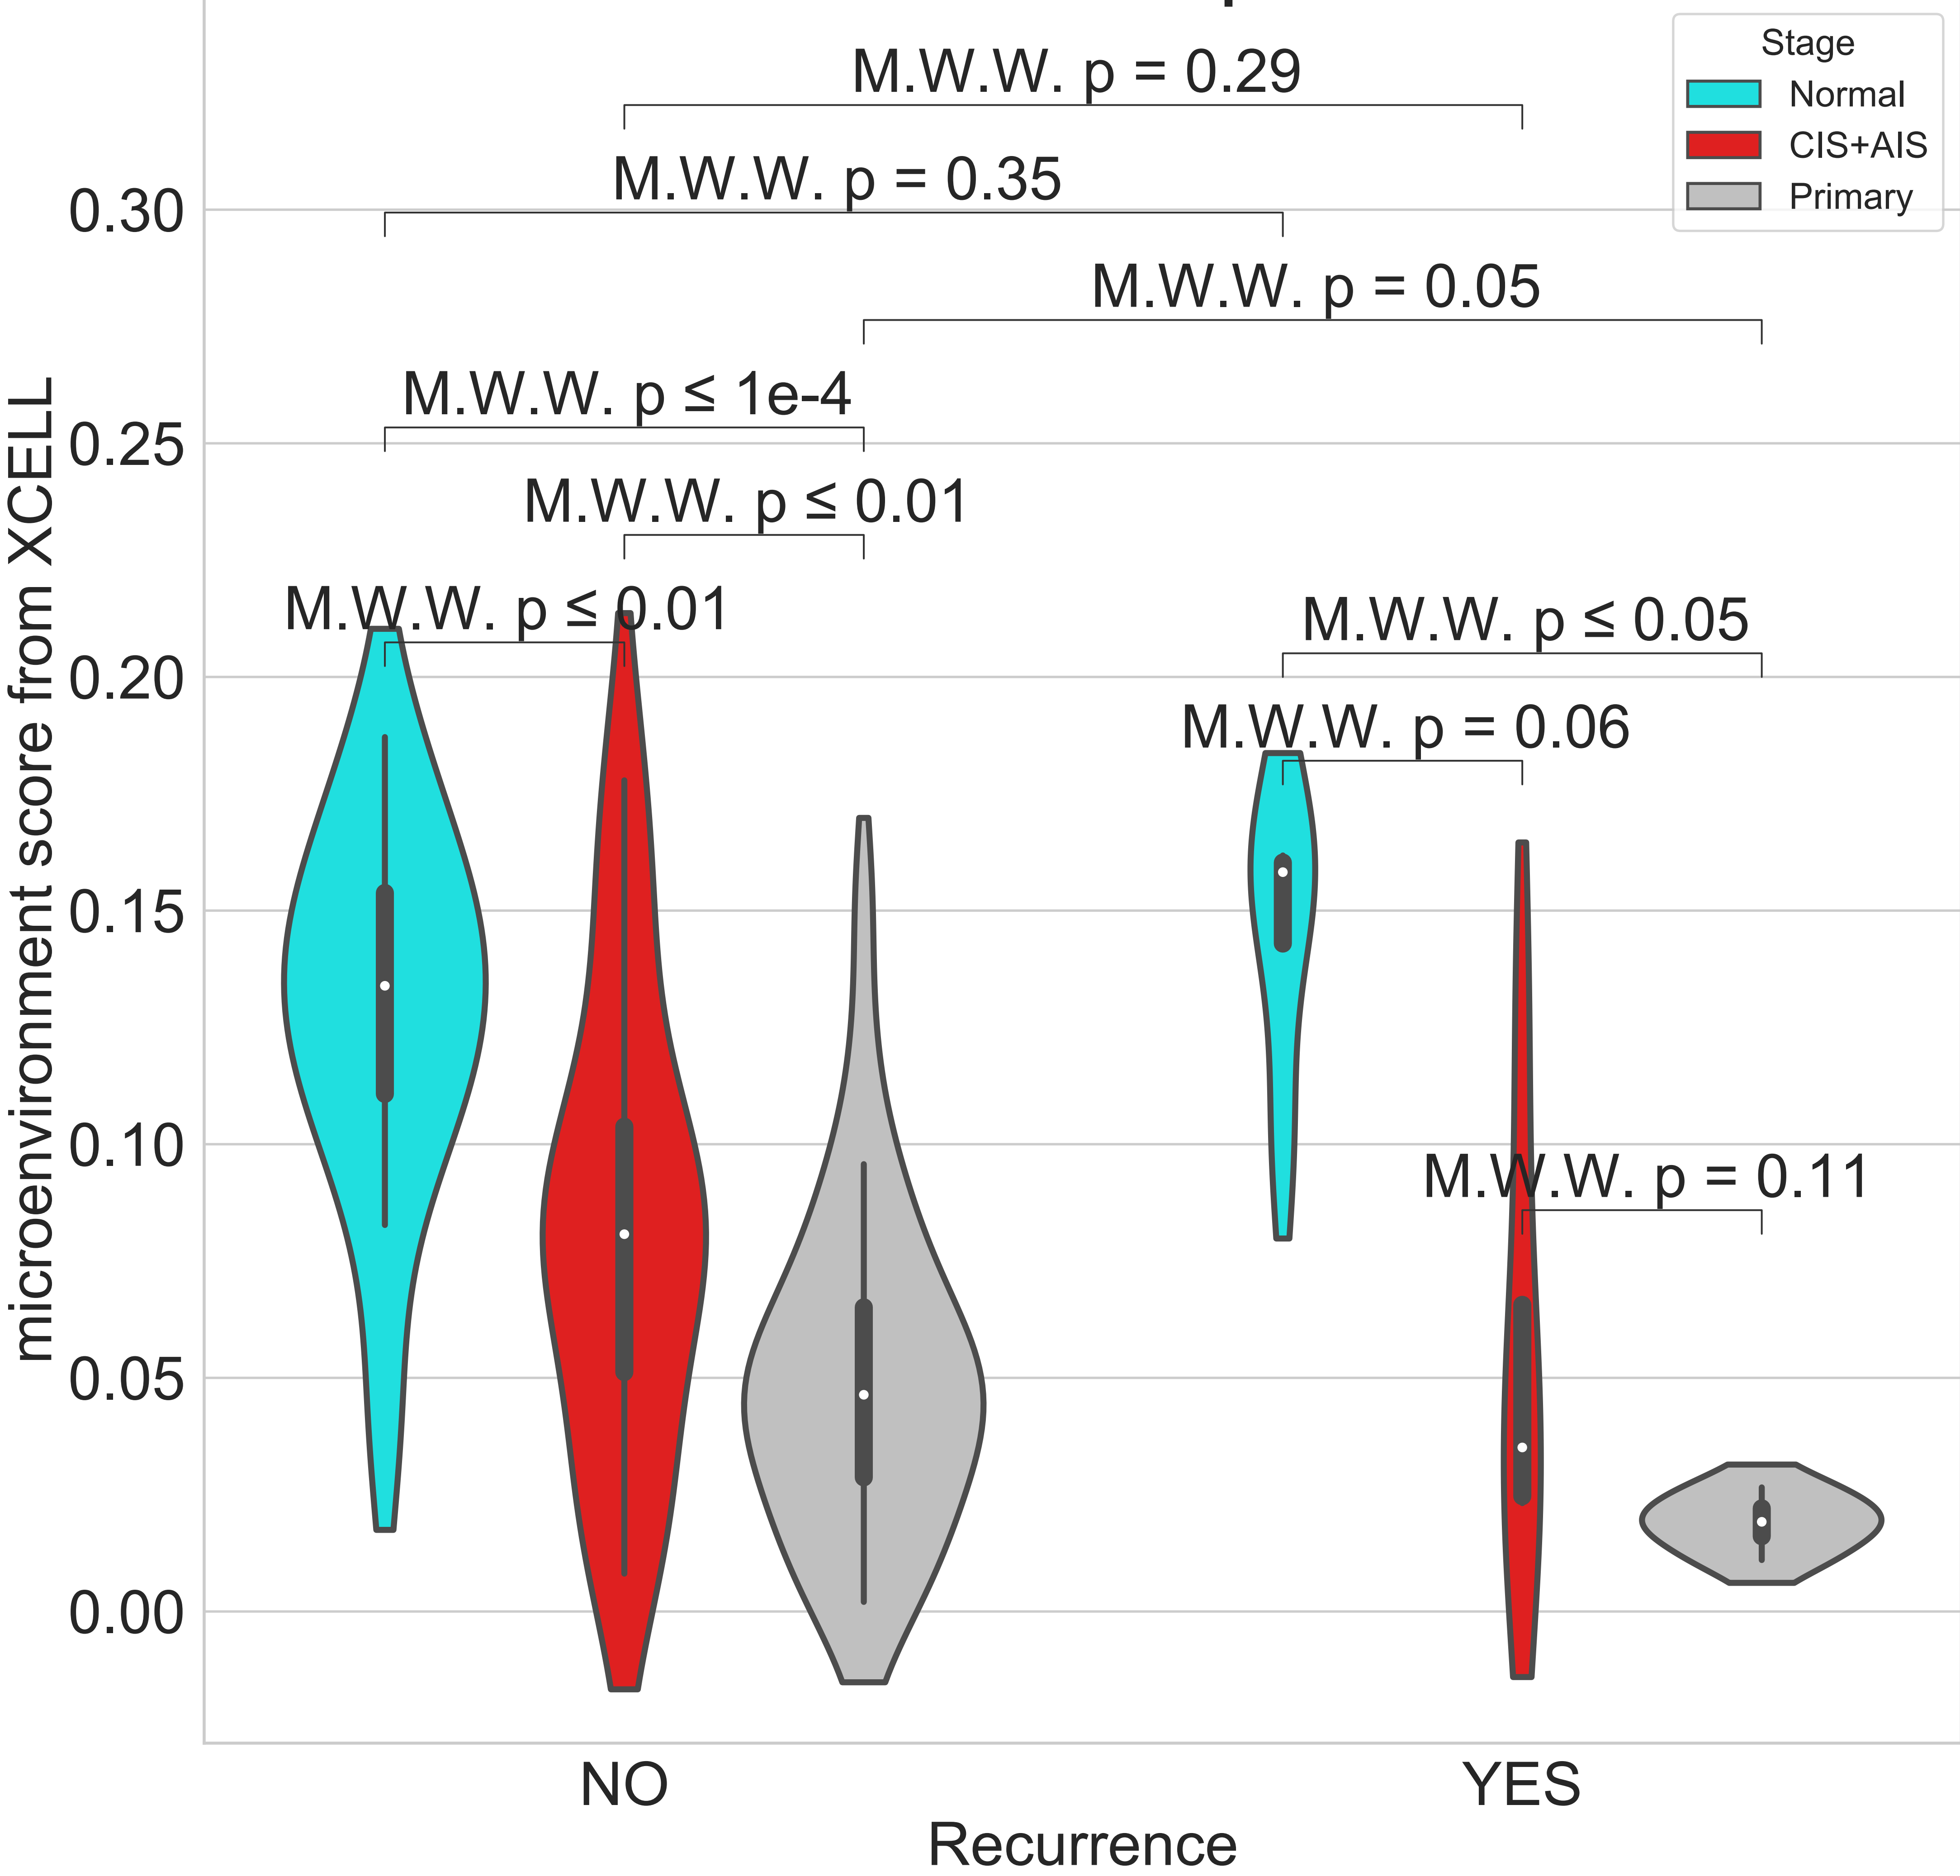 M.W.W. p = 0.29
Stage
Normal
CIS+AIS
Primary
M.W.W. p = 0.35
0.30
M.W.W. p = 0.05
M.W.W. p ≤ 1e-4
0.25
M.W.W. p ≤ 0.01
M.W.W. p ≤ 0.01
M.W.W. p ≤ 0.05
0.20
M.W.W. p = 0.06
0.15
0.10
M.W.W. p = 0.11
0.05
0.00
microenvironment score from XCELL
NO
YES
Recurrence